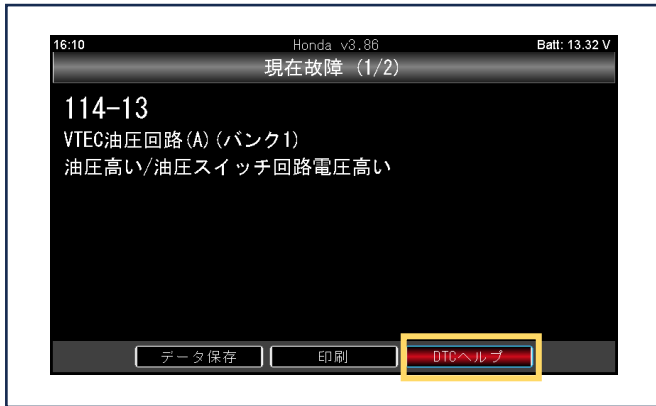 16:10 Honda v3.86 Batt: 13.32 V
現在故障 (1/2)
114-13
VTEC油圧回路(A)(バンク1)
油圧高い/油圧スイッチ回路電圧高い
データ保存 印刷 DTCヘルプ